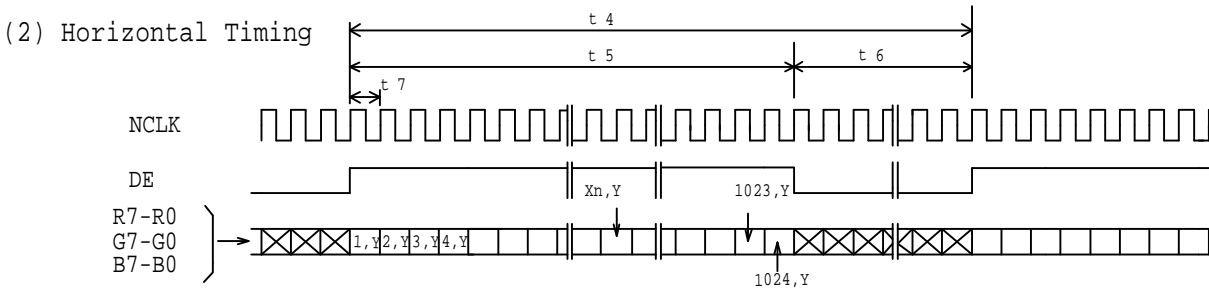 (2) Horizontal Timing
t 4
t 5
t 6
t 7
NCLK
DE
Xn,Y
1023,Y
R7-R0
G7-G0
B7-B0
1,Y 2,Y 3,Y 4,Y
1024,Y